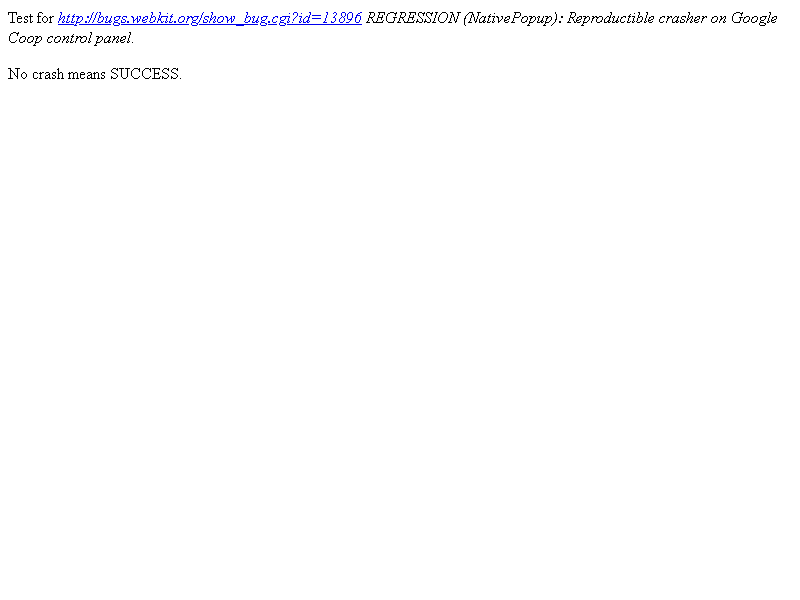 Test for http://bugs.webkit.org/show_bug.cgi?id=13896 REGRESSION (NativePopup): Reproductible crasher on Google
Coop control panel.
No crash means SUCCESS.